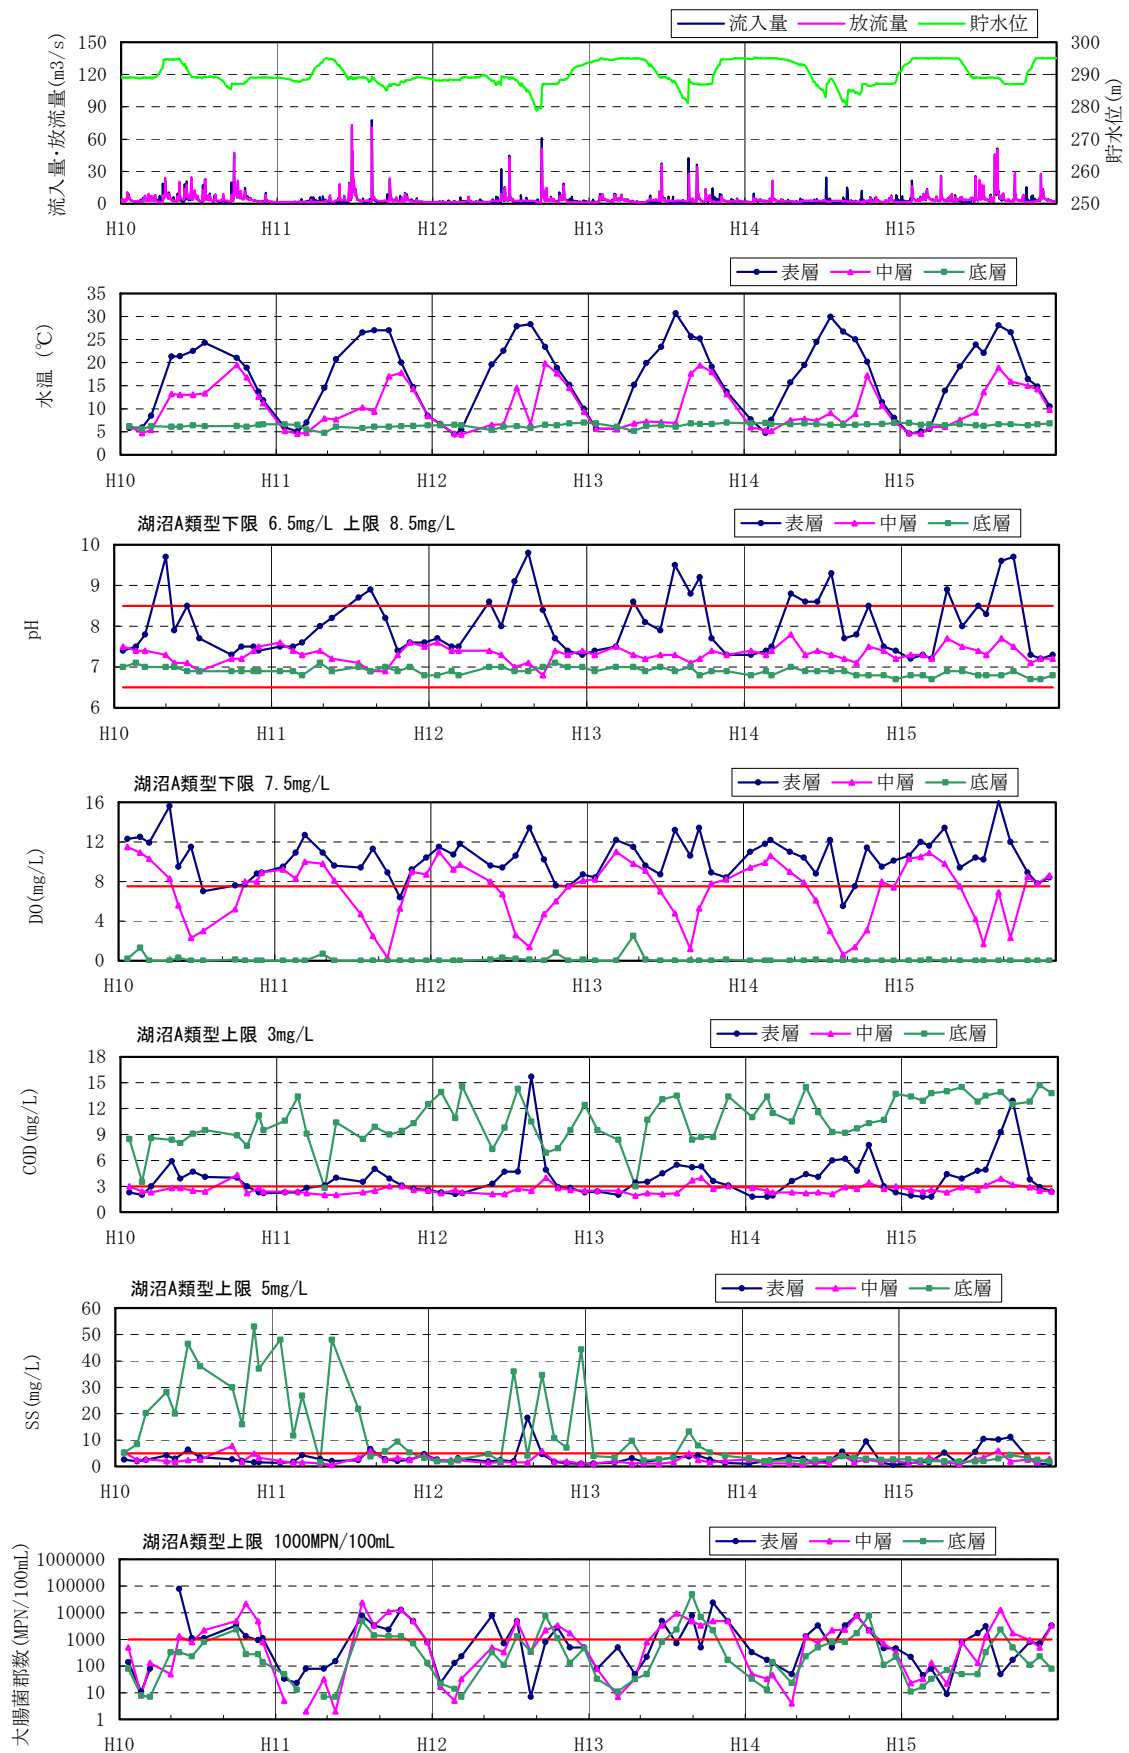 流入量 放流量 貯水位
流入量・放流量(m3/s)
150
120
90
60
30
0
300
290
280
270
260
250
貯水位(m)
H10 H11 H12 H13 H14 H15
表層 中層 底層
水温 (℃)
35
30
25
20
15
10
5
0
H10 H11 H12 H13 H14 H15
湖沼A類型下限 6.5mg/L 上限 8.5mg/L
表層 中層 底層
pH
10
9
8
7
6
H10 H11 H12 H13 H14 H15
湖沼A類型下限 7.5mg/L
表層 中層 底層
DO(mg/L)
16
12
8
4
0
H10 H11 H12 H13 H14 H15
湖沼A類型上限 3mg/L
表層 中層 底層
COD(mg/L)
18
15
12
9
6
3
0
H10 H11 H12 H13 H14 H15
湖沼A類型上限 5mg/L
表層 中層 底層
SS(mg/L)
60
50
40
30
20
10
0
H10 H11 H12 H13 H14 H15
湖沼A類型上限 1000MPN/100mL
表層 中層 底層
大腸菌郡数(MPN/100mL)
1000000
100000
10000
1000
100
10
1
H10 H11 H12 H13 H14 H15